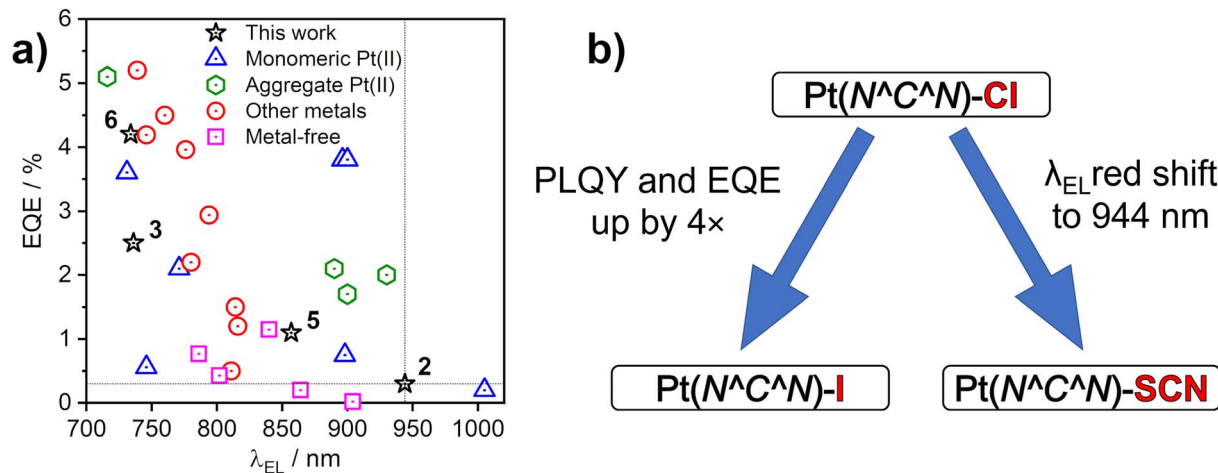 a)
6
5
4
3
2
1
0
EQE / %
700
750
800
850
900
950
1000
λEL / nm
This work
Monomeric Pt(II)
Aggregate Pt(II)
Other metals
Metal-free
6
3
5
2
b)
Pt(N^C^N)-Cl
PLQY and EQE
up by 4×
λEL red shift
to 944 nm
Pt(N^C^N)-I
Pt(N^C^N)-SCN